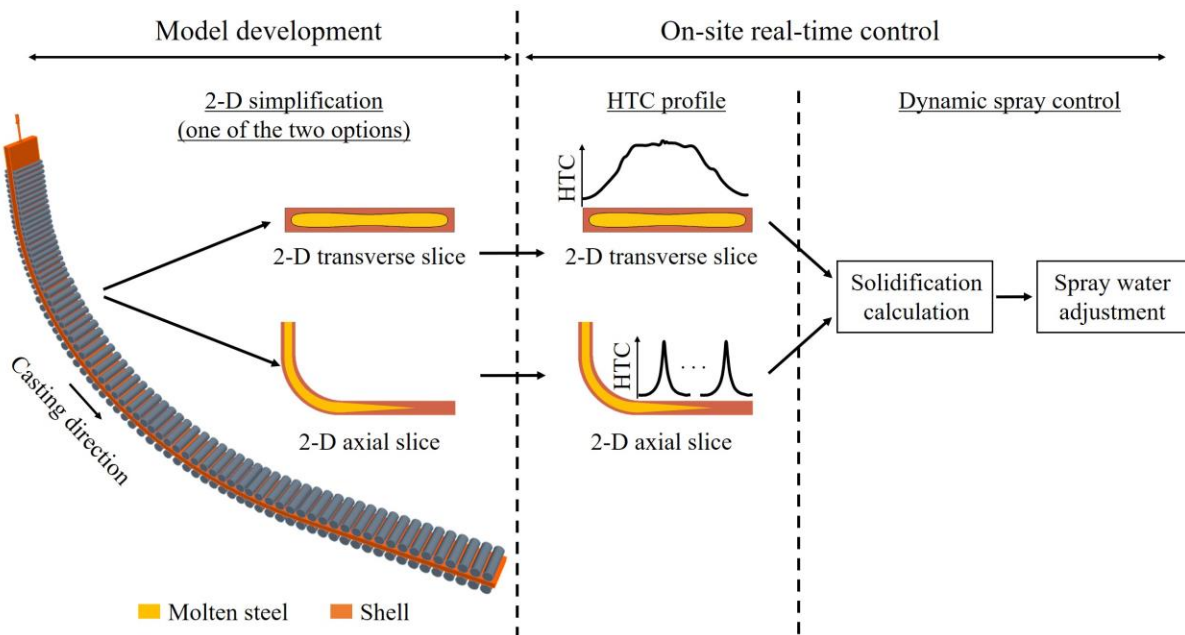 Model development
On-site real-time control
2-D simplification
(one of the two options)
HTC profile
Dynamic spray control
HTC
2-D transverse slice
2-D transverse slice
Solidification
calculation
Spray water
adjustment
Casting direction
HTC
...
2-D axial slice
2-D axial slice
Molten steel
Shell